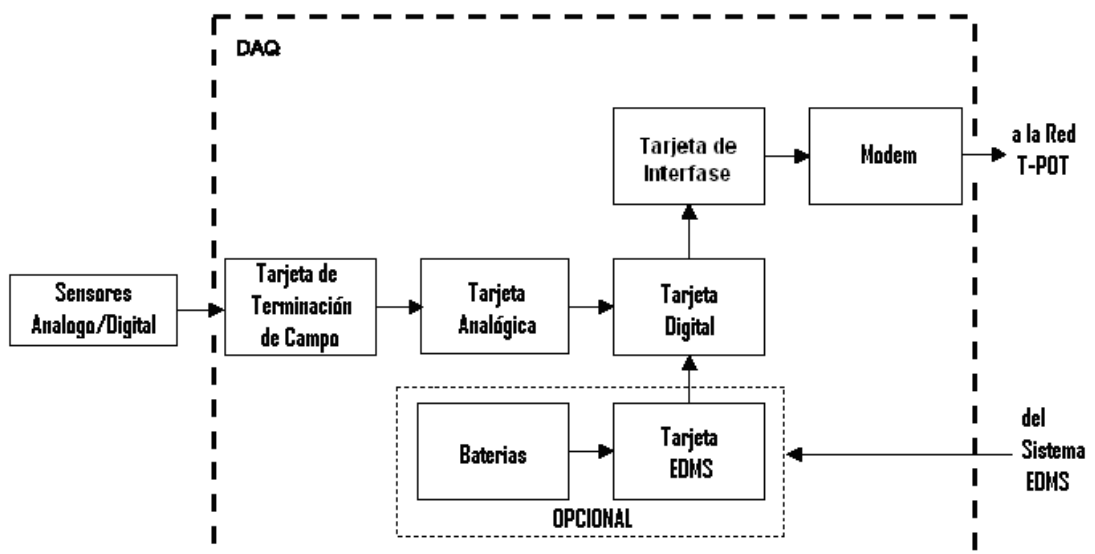 DAQ
Tarjeta de
Interfase
Modem
a la Red
T-POT
Sensores
Analogo/Digital
Tarjeta de
Terminación
de Campo
Tarjeta
Analógica
Tarjeta
Digital
Baterias
Tarjeta
EDMS
OPCIONAL
del
Sistema
EDMS